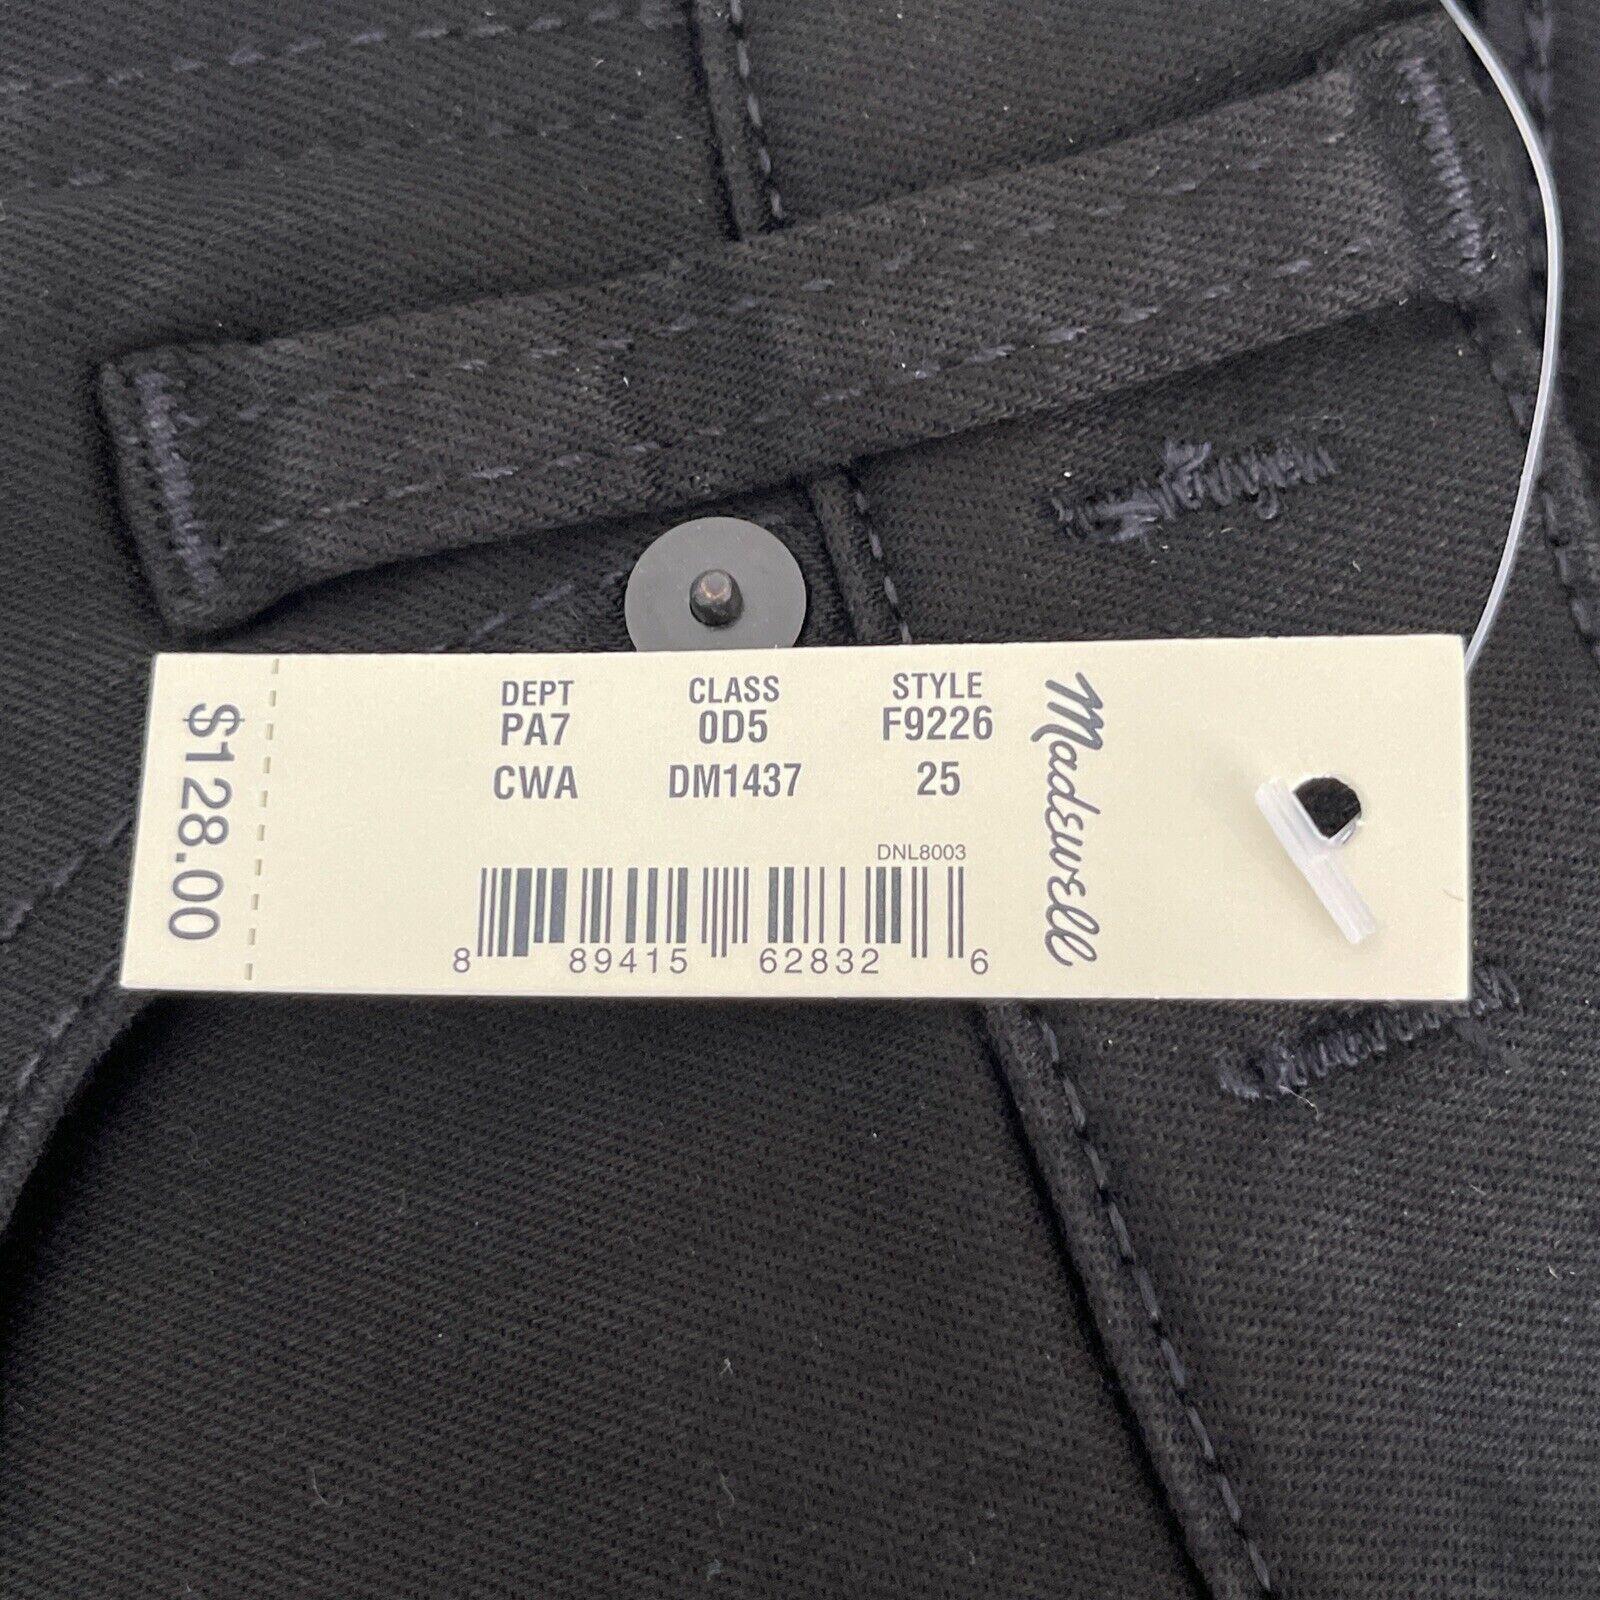 DEPT CLASS STYLE
PA7 0D5 F9226
CWA DM1437 25
DNL8003
8 89415 62832 6
Madewell
$128.00